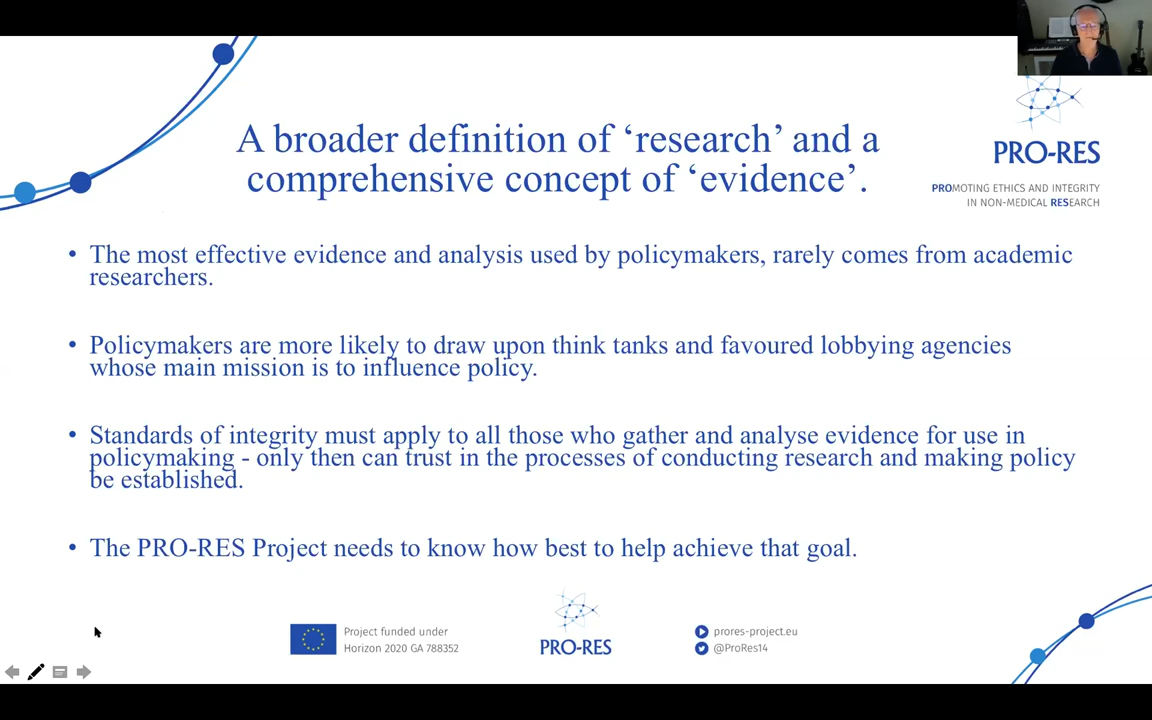 A broader definition of ‘research’ and a
comprehensive concept of ‘evidence’.
PRO-RES
PROMOTING ETHICS AND INTEGRITY
IN NON-MEDICAL RESEARCH
• The most effective evidence and analysis used by policymakers, rarely comes from academic
researchers.
• Policymakers are more likely to draw upon think tanks and favoured lobbying agencies
whose main mission is to influence policy.
• Standards of integrity must apply to all those who gather and analyse evidence for use in
policymaking - only then can trust in the processes of conducting research and making policy
be established.
• The PRO-RES Project needs to know how best to help achieve that goal.
Project funded under
Horizon 2020 GA 788352
PRO-RES
prores-project.eu
@ProRes14